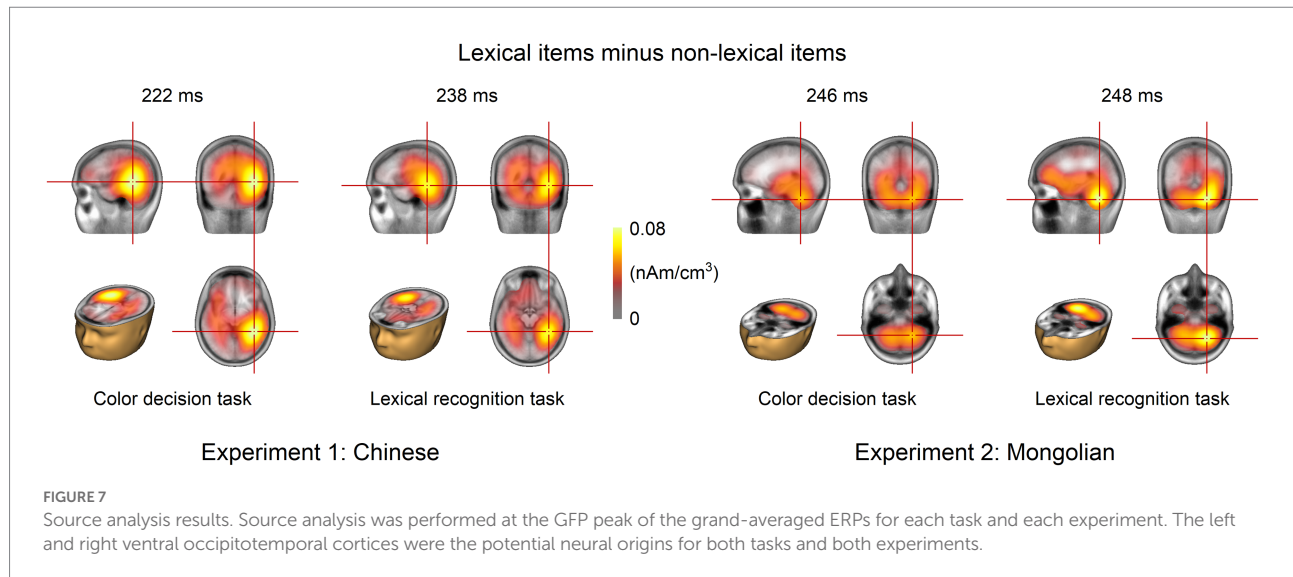 Lexical items minus non-lexical items
222 ms
238 ms
246 ms
248 ms
0.08
(nAm/cm³)
0
Color decision task
Lexical recognition task
Color decision task
Lexical recognition task
Experiment 1: Chinese
Experiment 2: Mongolian
FIGURE 7
Source analysis results. Source analysis was performed at the GFP peak of the grand-averaged ERPs for each task and each experiment. The left
and right ventral occipitotemporal cortices were the potential neural origins for both tasks and both experiments.